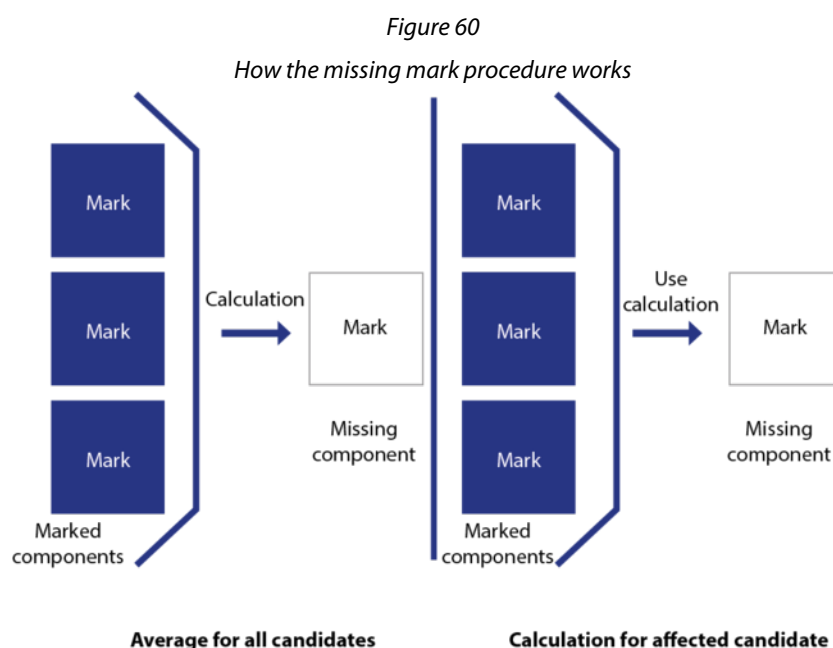 Figure 60
How the missing mark procedure works
Mark
Mark
Mark
Marked
components
Calculation
Mark
Missing
component
Mark
Mark
Mark
Marked
components
Use
calculation
Mark
Missing
component
Average for all candidates
Calculation for affected candidate